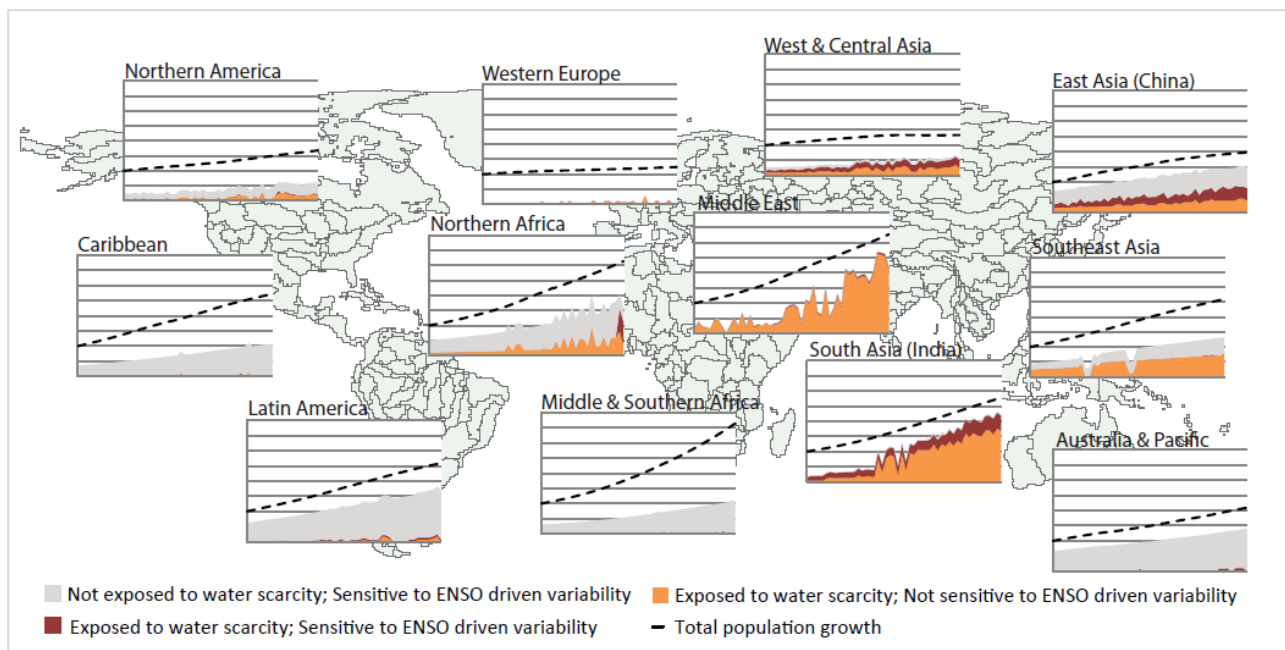 West & Central Asia
Northern America
Western Europe
East Asia (China)
Middle East
Northern Africa
Caribbean
Southeast Asia
South Asia (India)
Latin America
Middle & Southern Africa
Australia & Pacific
Not exposed to water scarcity; Sensitive to ENSO driven variability
Exposed to water scarcity; Not sensitive to ENSO driven variability
Exposed to water scarcity; Sensitive to ENSO driven variability
Total population growth